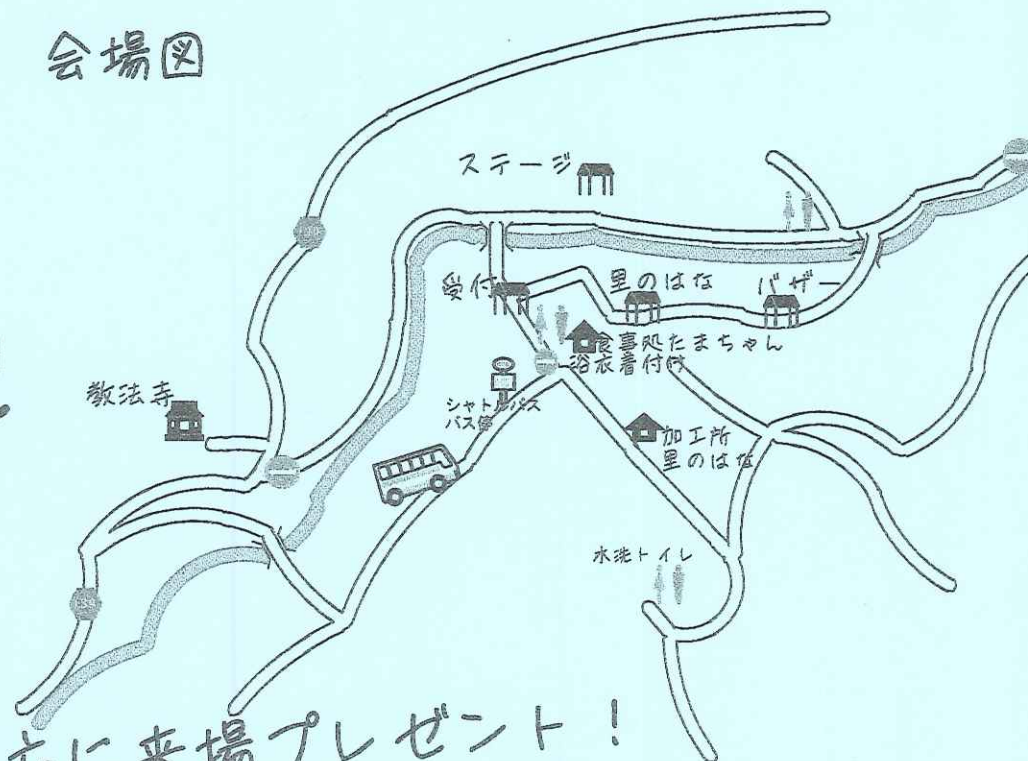 会場図
ステージ
受付
里のはな
バザー
食事処たまちゃん
浴衣着付け
シャトルバス
バス停
教法寺
加工所
里のはな
水洗トイレ
に来場プレゼント！